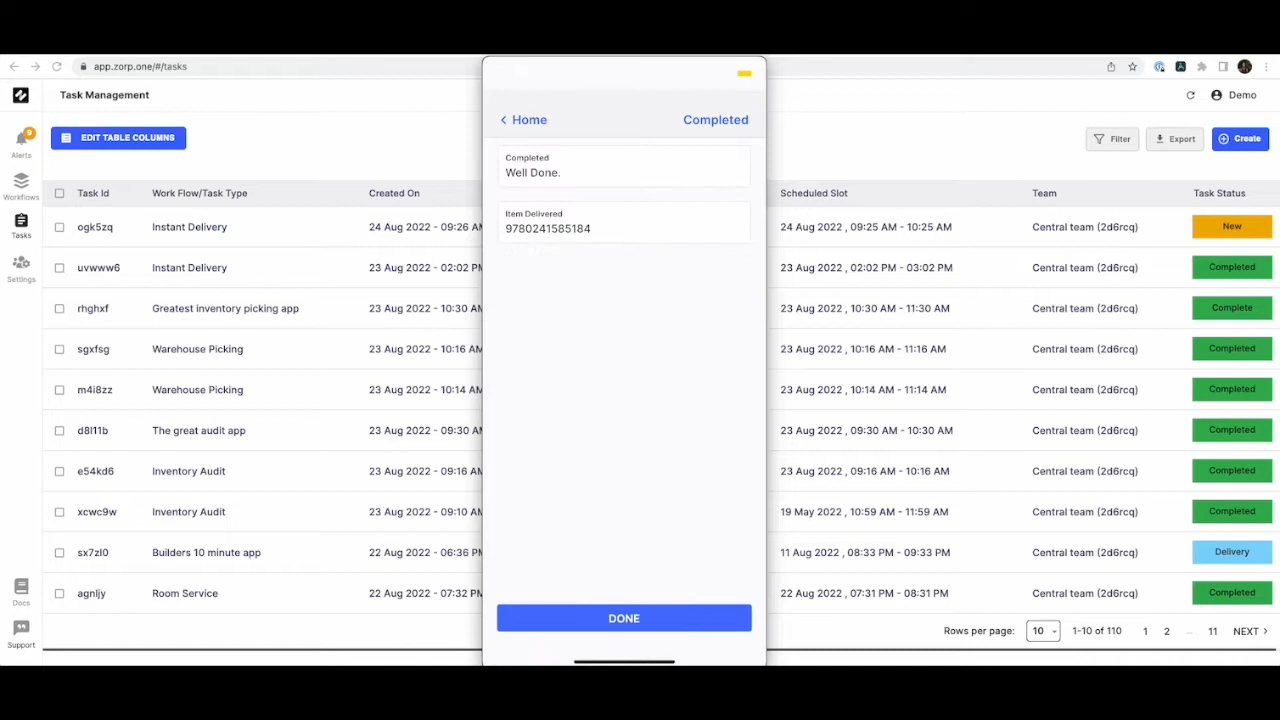 app.zorp.one/#/tasks
Task Management
Demo
EDIT TABLE COLUMNS
Filter
Export
Create
9
Alerts
Workflows
Tasks
Settings
Docs
Support
Task Id Work Flow/Task Type Created On Scheduled Slot Team Task Status
ogk5zq Instant Delivery 24 Aug 2022 - 09:26 AM 24 Aug 2022 , 09:25 AM - 10:25 AM Central team (2d6rcq) New
uvwww6 Instant Delivery 23 Aug 2022 - 02:02 PM 23 Aug 2022 , 02:02 PM - 03:02 PM Central team (2d6rcq) Completed
rhghxf Greatest inventory picking app 23 Aug 2022 - 10:30 AM 23 Aug 2022 , 10:30 AM - 11:30 AM Central team (2d6rcq) Complete
sgxfsg Warehouse Picking 23 Aug 2022 - 10:16 AM 23 Aug 2022 , 10:16 AM - 11:16 AM Central team (2d6rcq) Completed
m4i8zz Warehouse Picking 23 Aug 2022 - 10:14 AM 23 Aug 2022 , 10:14 AM - 11:14 AM Central team (2d6rcq) Completed
d8l11b The great audit app 23 Aug 2022 - 09:30 AM 23 Aug 2022 , 09:30 AM - 10:30 AM Central team (2d6rcq) Completed
e54kd6 Inventory Audit 23 Aug 2022 - 09:16 AM 23 Aug 2022 , 09:16 AM - 10:16 AM Central team (2d6rcq) Completed
xcwc9w Inventory Audit 23 Aug 2022 - 09:10 AM 19 May 2022 , 10:59 AM - 11:59 AM Central team (2d6rcq) Completed
sx7zl0 Builders 10 minute app 22 Aug 2022 - 06:36 PM 11 Aug 2022 , 08:33 PM - 09:33 PM Central team (2d6rcq) Delivery
agnljy Room Service 22 Aug 2022 - 07:32 PM 22 Aug 2022 , 07:31 PM - 08:31 PM Central team (2d6rcq) Completed
Rows per page: 10 1-10 of 110 1 2 ... 11 NEXT
Home Completed
Completed
Well Done.
Item Delivered
9780241585184
DONE